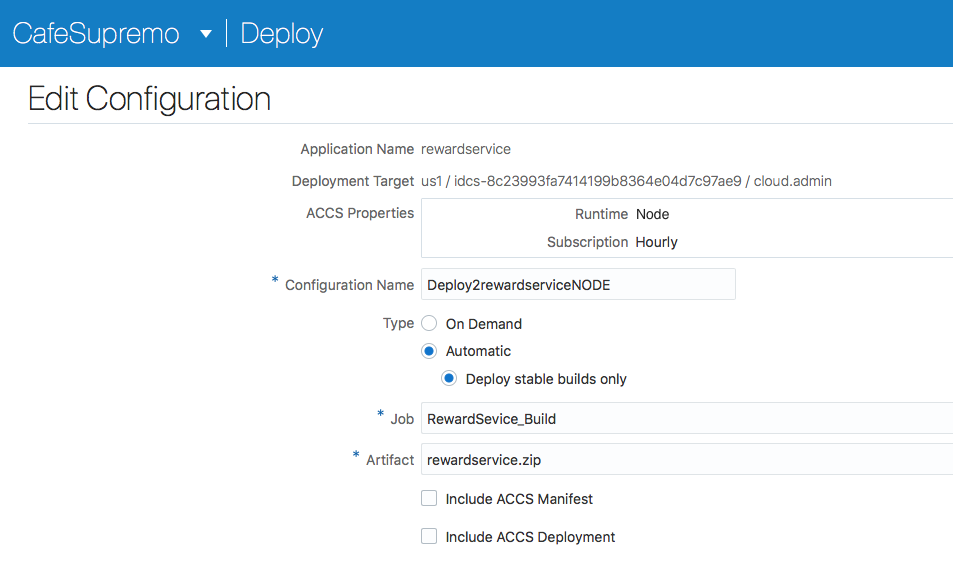 CafeSupremo Deploy
Edit Configuration
Application Name rewardservice
Deployment Target us1 / idcs-8c23993fa7414199b8364e04d7c97ae9 / cloud.admin
ACCS Properties Runtime Node
Subscription Hourly
* Configuration Name Deploy2rewardserviceNODE
Type On Demand
Automatic
Deploy stable builds only
* Job RewardSevice_Build
* Artifact rewardservice.zip
Include ACCS Manifest
Include ACCS Deployment